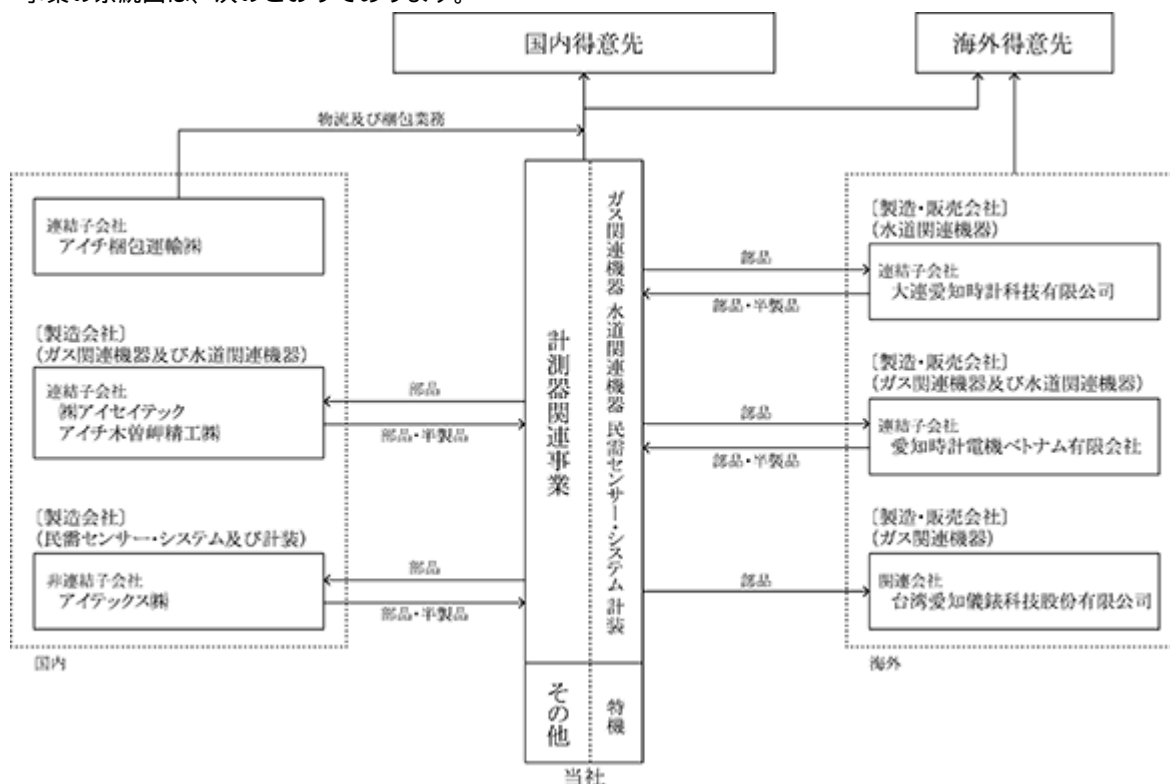 事業の系統図は、次のとおりであります。
国内得意先
海外得意先
物流及び梱包業務
連結子会社
アイチ梱包運輸㈱
〔製造会社〕
(ガス関連機器及び水道関連機器)
連結子会社
㈱アイセイテック
アイチ木曽岬精工㈱
部品
部品・半製品
〔製造会社〕
(民需センサー・システム及び計装)
非連結子会社
アイテックス㈱
部品
部品・半製品
国内
計測器関連事業
ガス関連機器 水道関連機器 民需センサー・システム 計装
その他
特機
当社
〔製造・販売会社〕
(水道関連機器)
連結子会社
大連愛知時計科技有限公司
部品
部品・半製品
〔製造・販売会社〕
(ガス関連機器及び水道関連機器)
連結子会社
愛知時計電機ベトナム有限会社
部品
部品・半製品
〔製造・販売会社〕
(ガス関連機器)
関連会社
台湾愛知儀錶科技股份有限公司
部品
海外